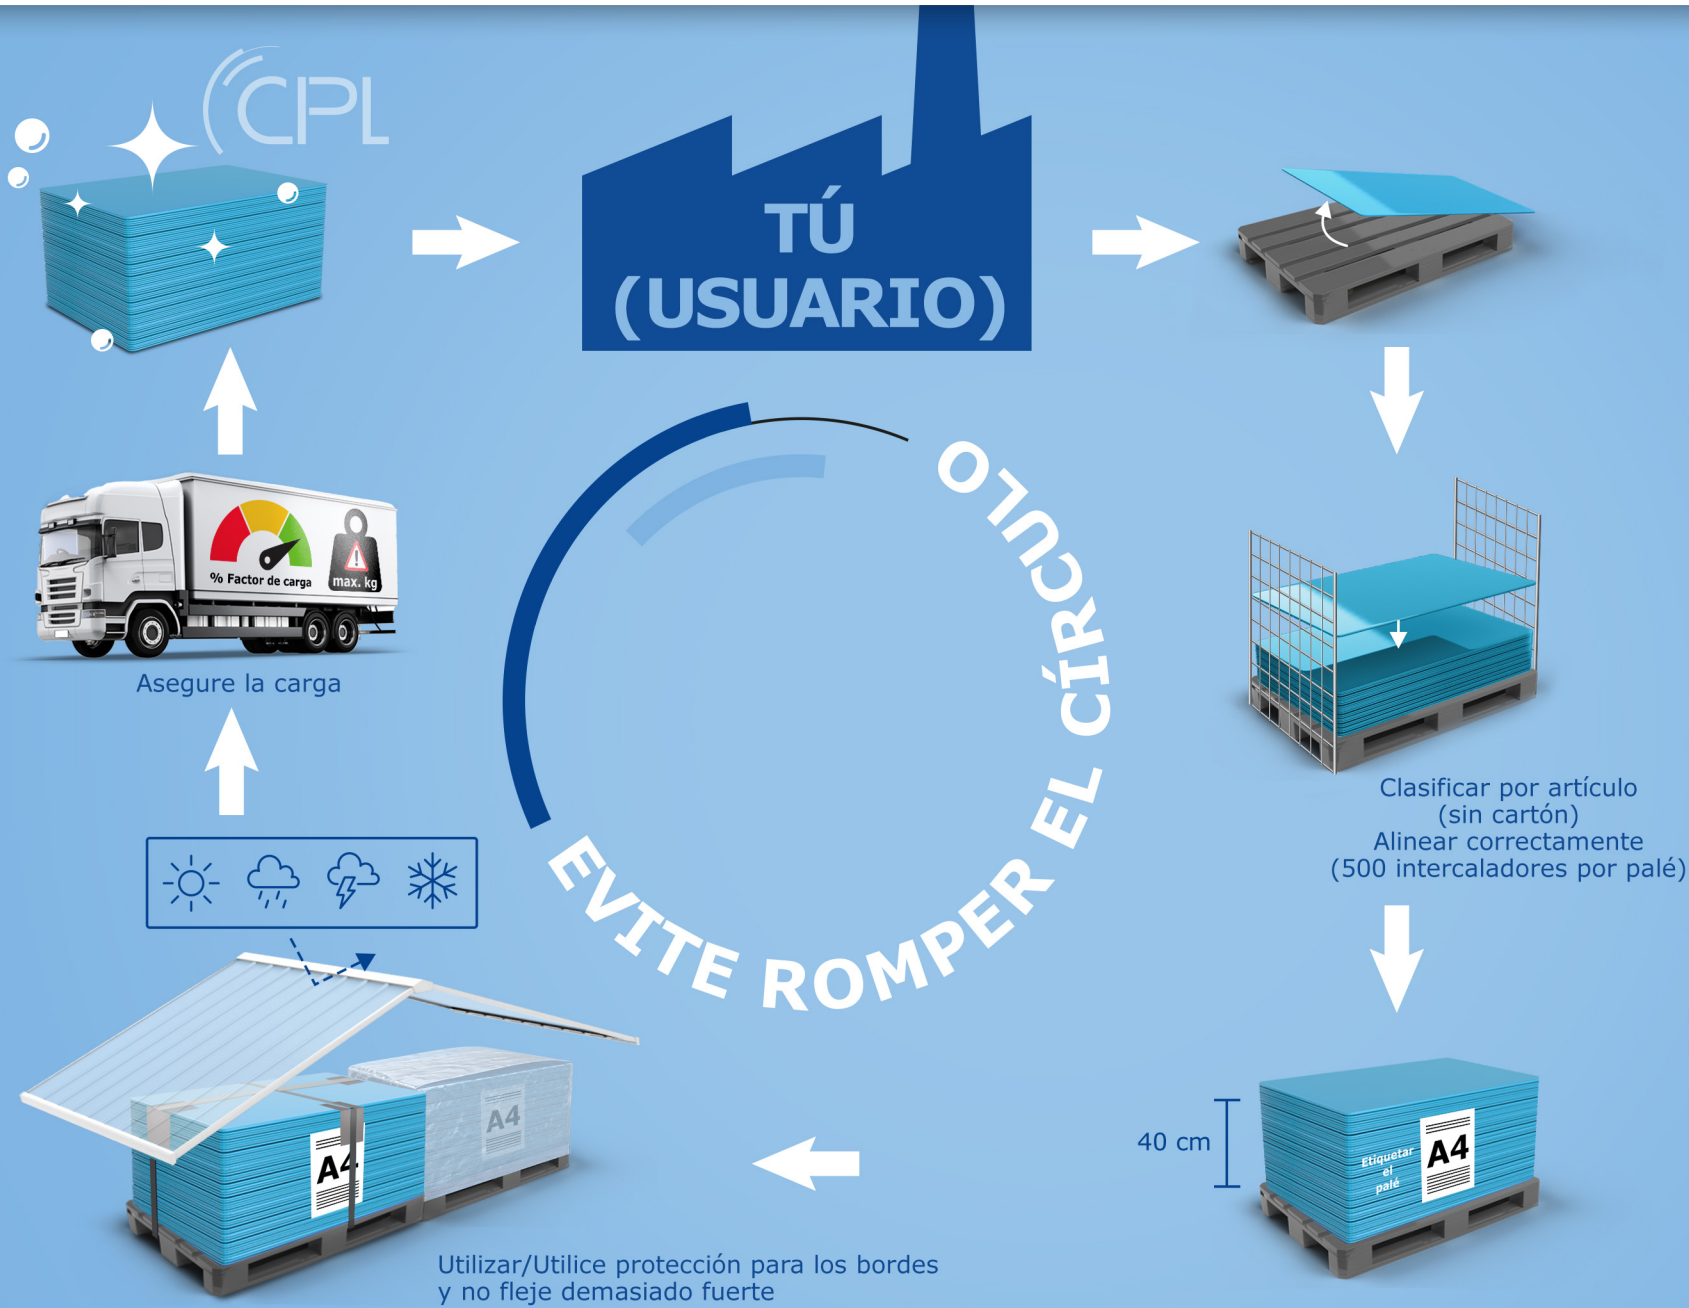 CPL
TÚ
(USUARIO)
% Factor de carga
max. kg
Asegure la carga
EVITE ROMPER EL CÍRCULO
Clasificar por artículo
(sin cartón)
Alinear correctamente
(500 intercaladores por palé)
40 cm
Etiquetar
el
palé
A4
A4
A4
Utilizar/Utilice protección para los bordes
y no fleje demasiado fuerte